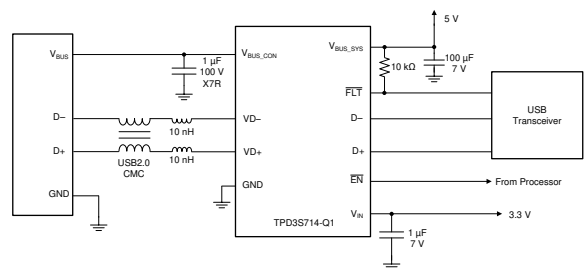 5 V
V_BUS
1 µF
100 V
X7R
V_BUS_CON
V_BUS_SYS
10 kΩ
100 µF
7 V
FLT
USB
Transceiver
D–
10 nH
VD–
D–
D+
USB2.0
CMC
10 nH
VD+
D+
GND
GND
EN
From Processor
TPD3S714-Q1
V_IN
3.3 V
1 µF
7 V